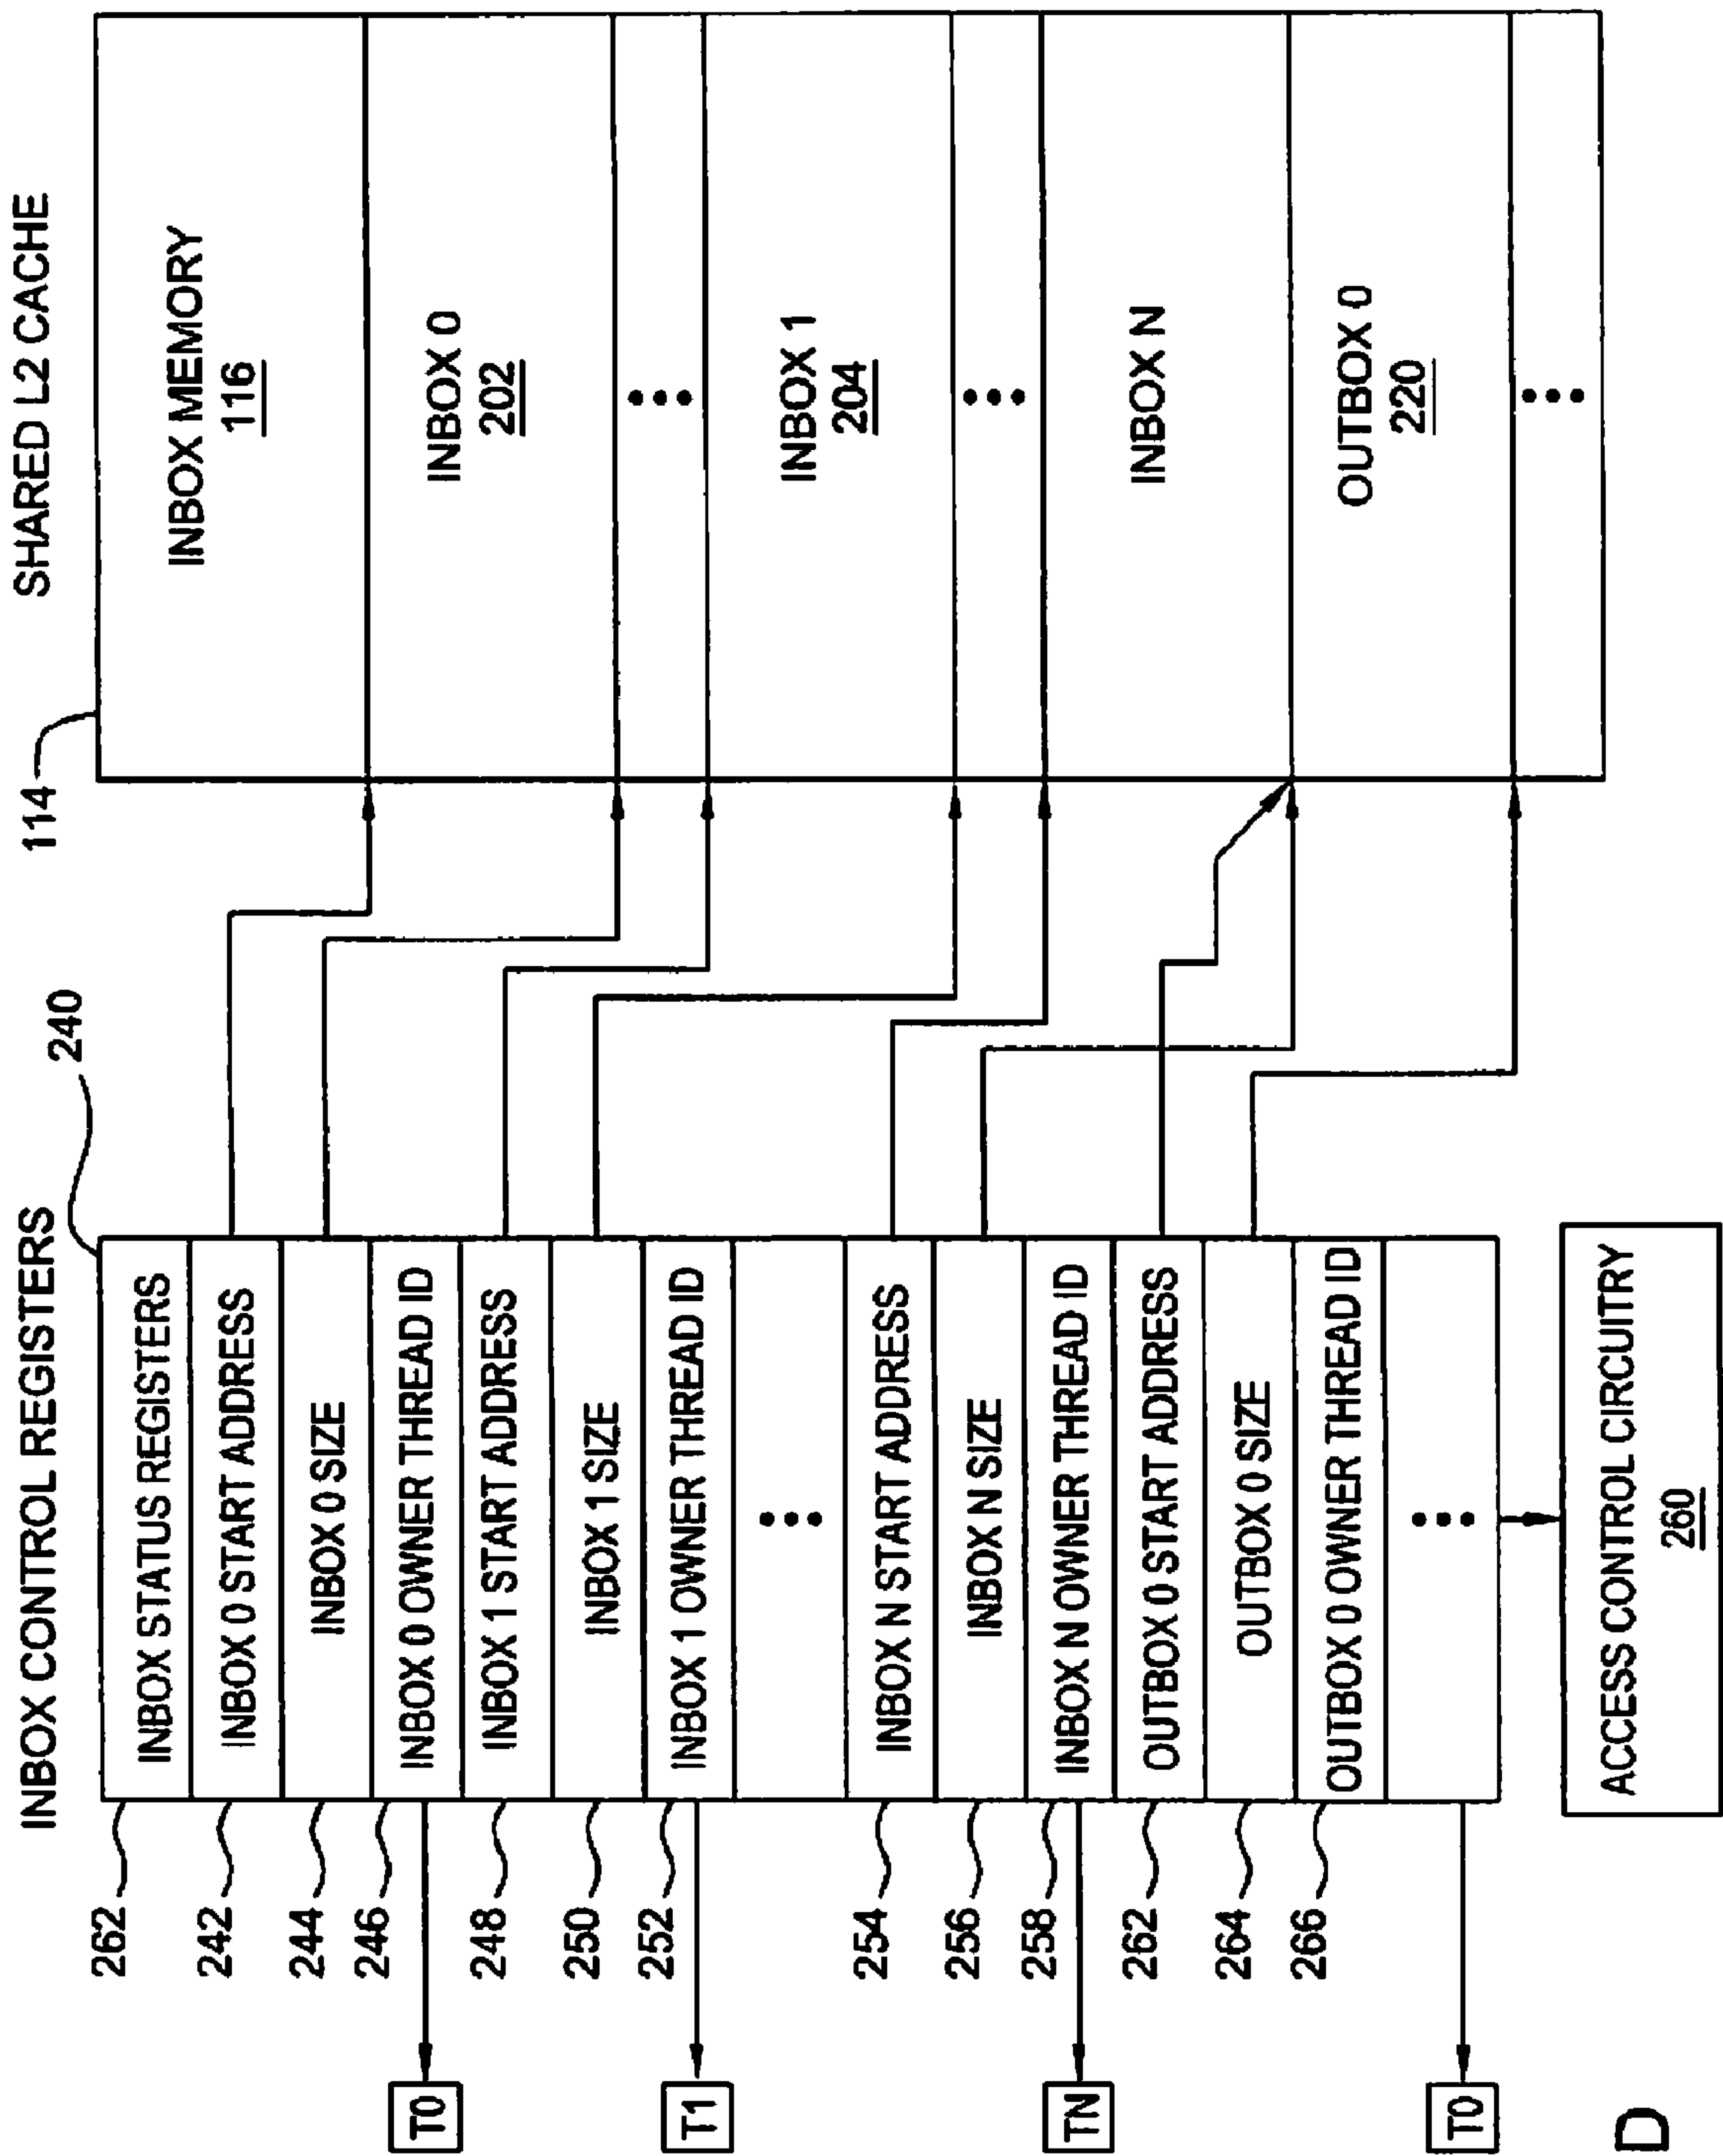 INBOX CONTROL REGISTERS
240
262
INBOX STATUS REGISTERS
242
INBOX 0 START ADDRESS
244
INBOX 0 SIZE
246
INBOX 0 OWNER THREAD ID
T0
248
INBOX 1 START ADDRESS
250
INBOX 1 SIZE
252
INBOX 1 OWNER THREAD ID
T1
254
INBOX N START ADDRESS
256
INBOX N SIZE
258
INBOX N OWNER THREAD ID
TN
262
OUTBOX 0 START ADDRESS
264
OUTBOX 0 SIZE
266
OUTBOX 0 OWNER THREAD ID
T0
ACCESS CONTROL CIRCUITRY
260
SHARED L2 CACHE
114
INBOX MEMORY
116
INBOX 0
202
INBOX 1
204
INBOX N
OUTBOX 0
220
D